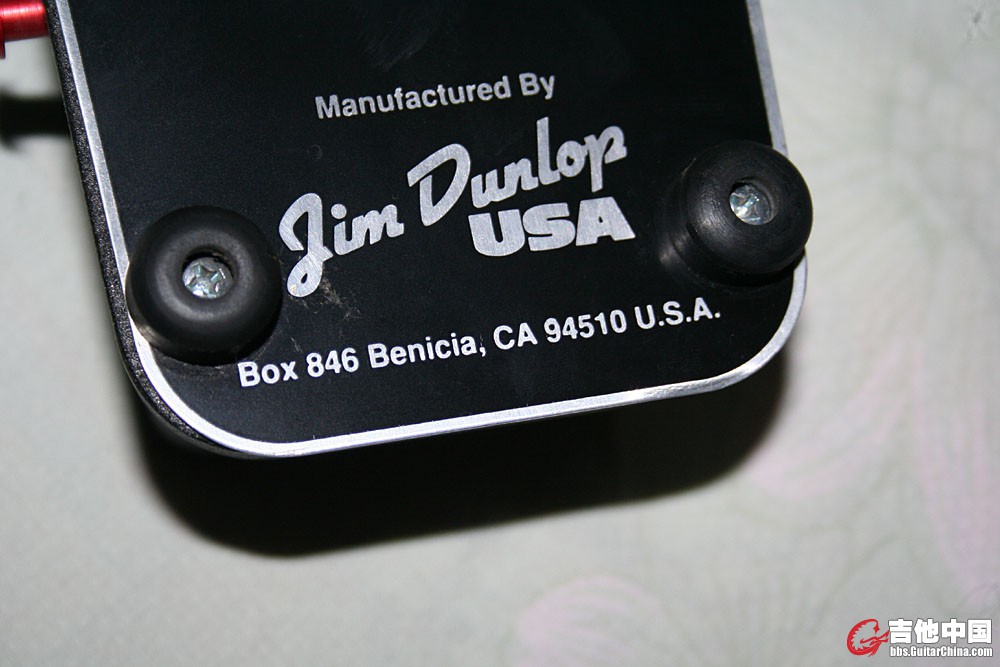 Manufactured By
Jim Dunlop
USA
Box 846 Benicia, CA 94510 U.S.A.
吉他中国
bbs.GuitarChina.com